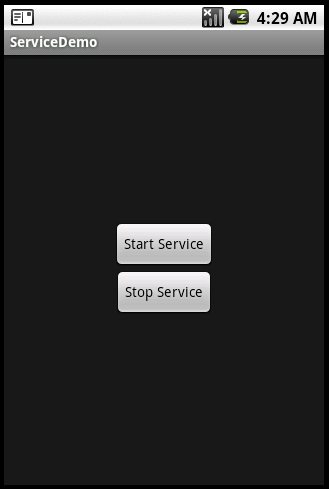 4:29 AM
ServiceDemo
Start Service
Stop Service